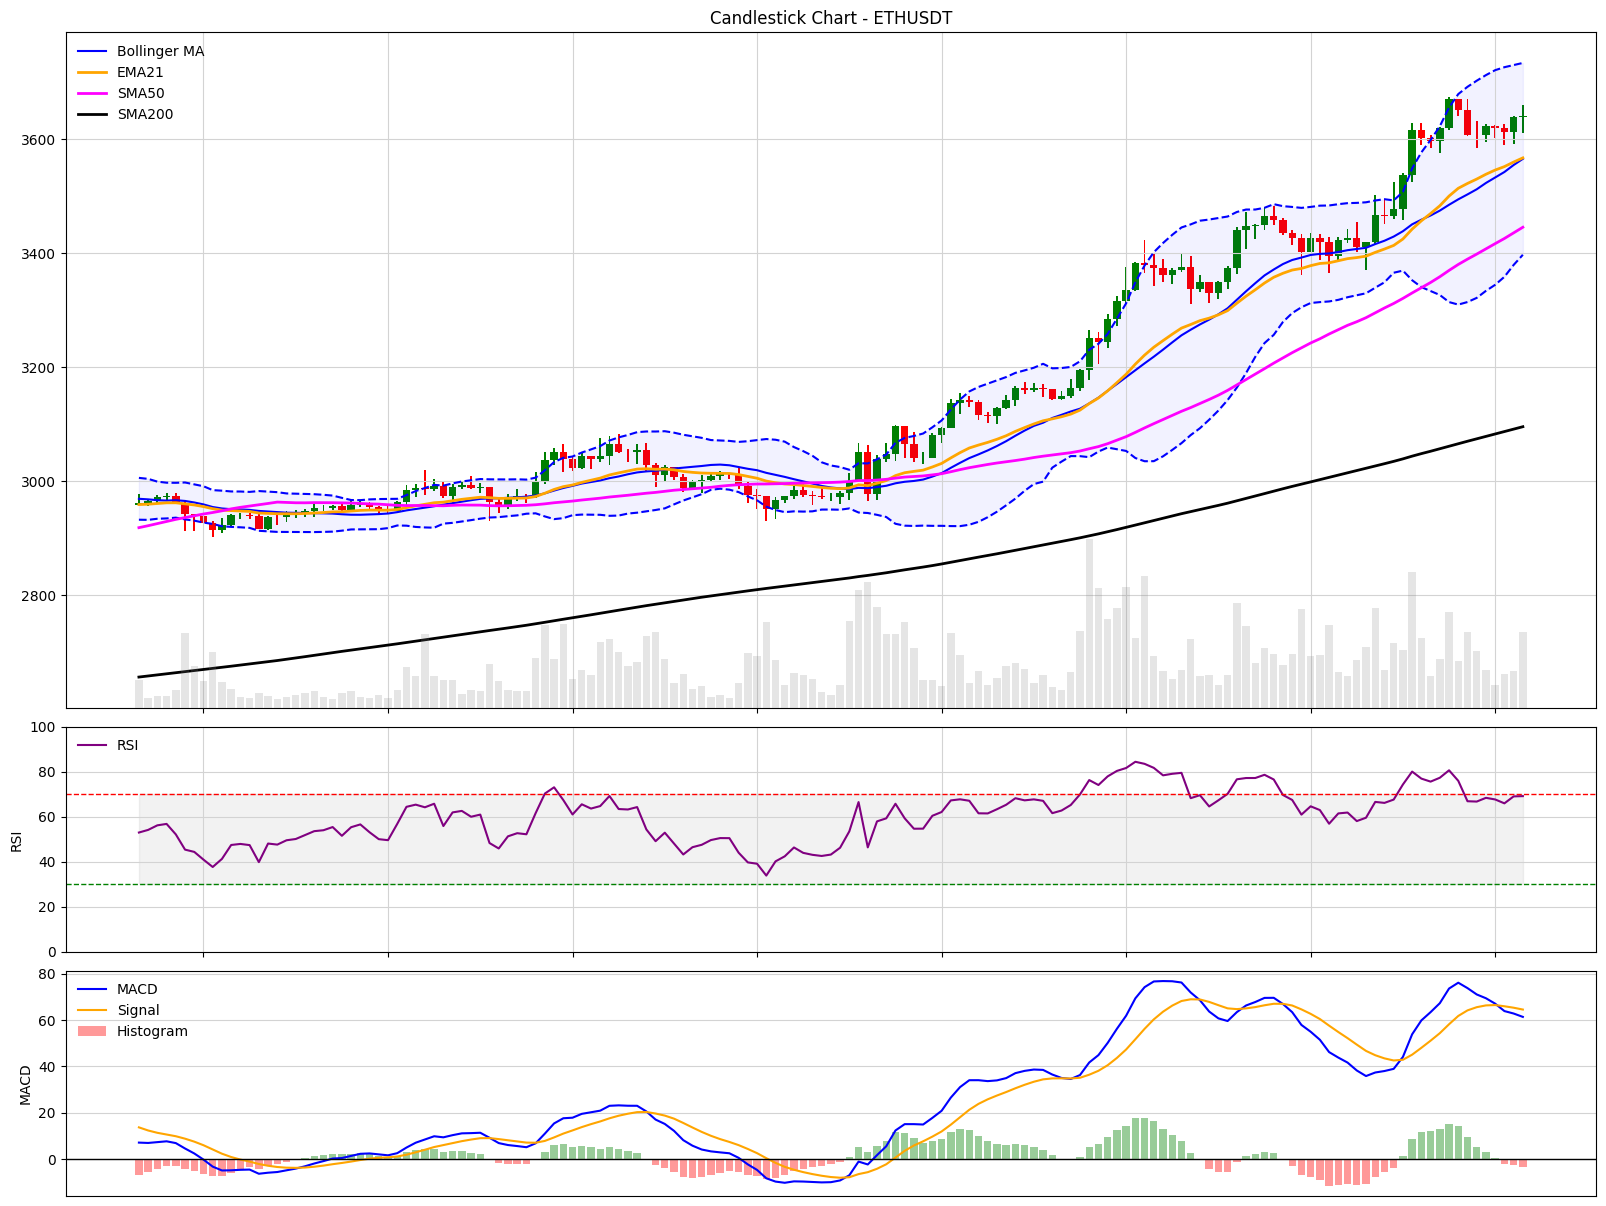 Candlestick Chart - ETHUSDT
Bollinger MA
EMA21
SMA50
SMA200
3600
3400
3200
3000
2800
100
80
60
40
20
0
RSI
RSI
80
60
40
20
0
MACD
MACD
Signal
Histogram